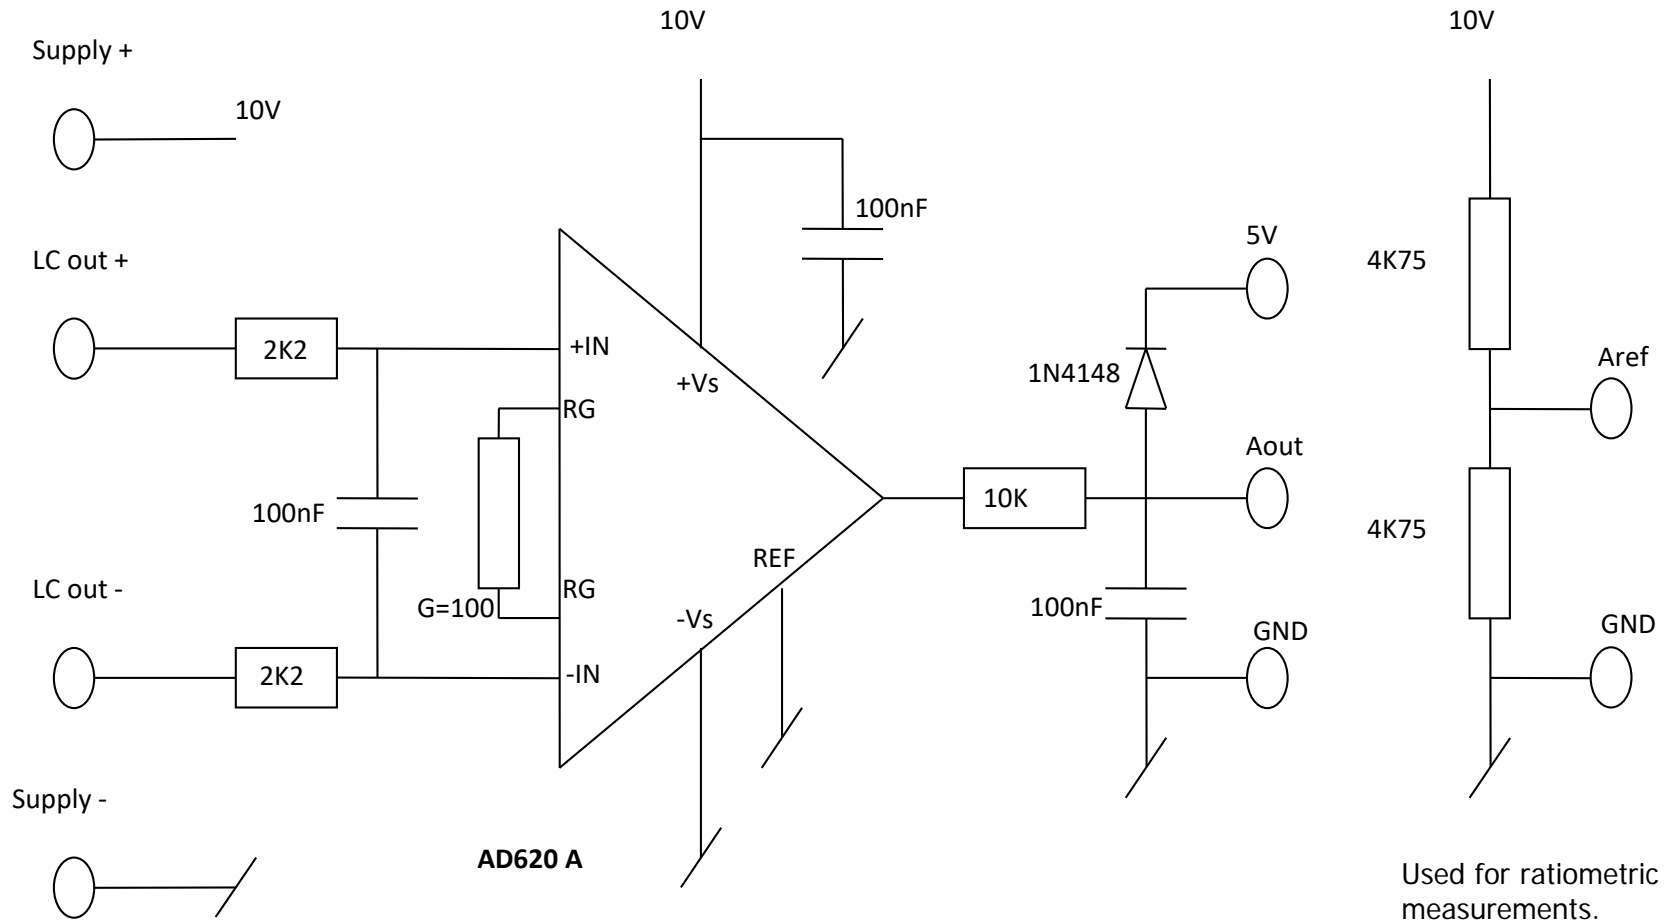 10V
10V
Supply +
10V
100nF
5V
LC out +
4K75
2K2
+IN
1N4148
Aref
+Vs
RG
Aout
10K
100nF
4K75
REF
LC out -
RG
G=100
100nF
-Vs
GND
GND
2K2
-IN
Supply -
AD620 A
Used for ratiometric
measurements.